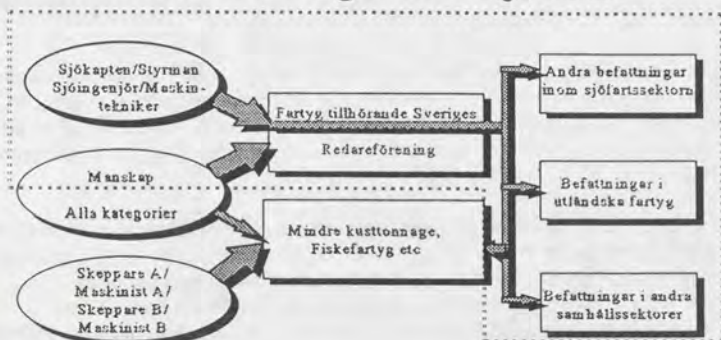 Sjökapten/Styrman
Sjöingenjör/Maskin-
tekniker
Manskap
Alla kategorier
Skeppare A/
Maskinist A/
Skeppare B/
Maskinist B
Fartyg tillhörande Sveriges
Redareförening
Mindre kusttonnage,
Fiskefartyg etc
Andra befattningar
inom sjöfartssektorn
Befattningar i
utländska fartyg
Befattningar i andra
samhällssektorer